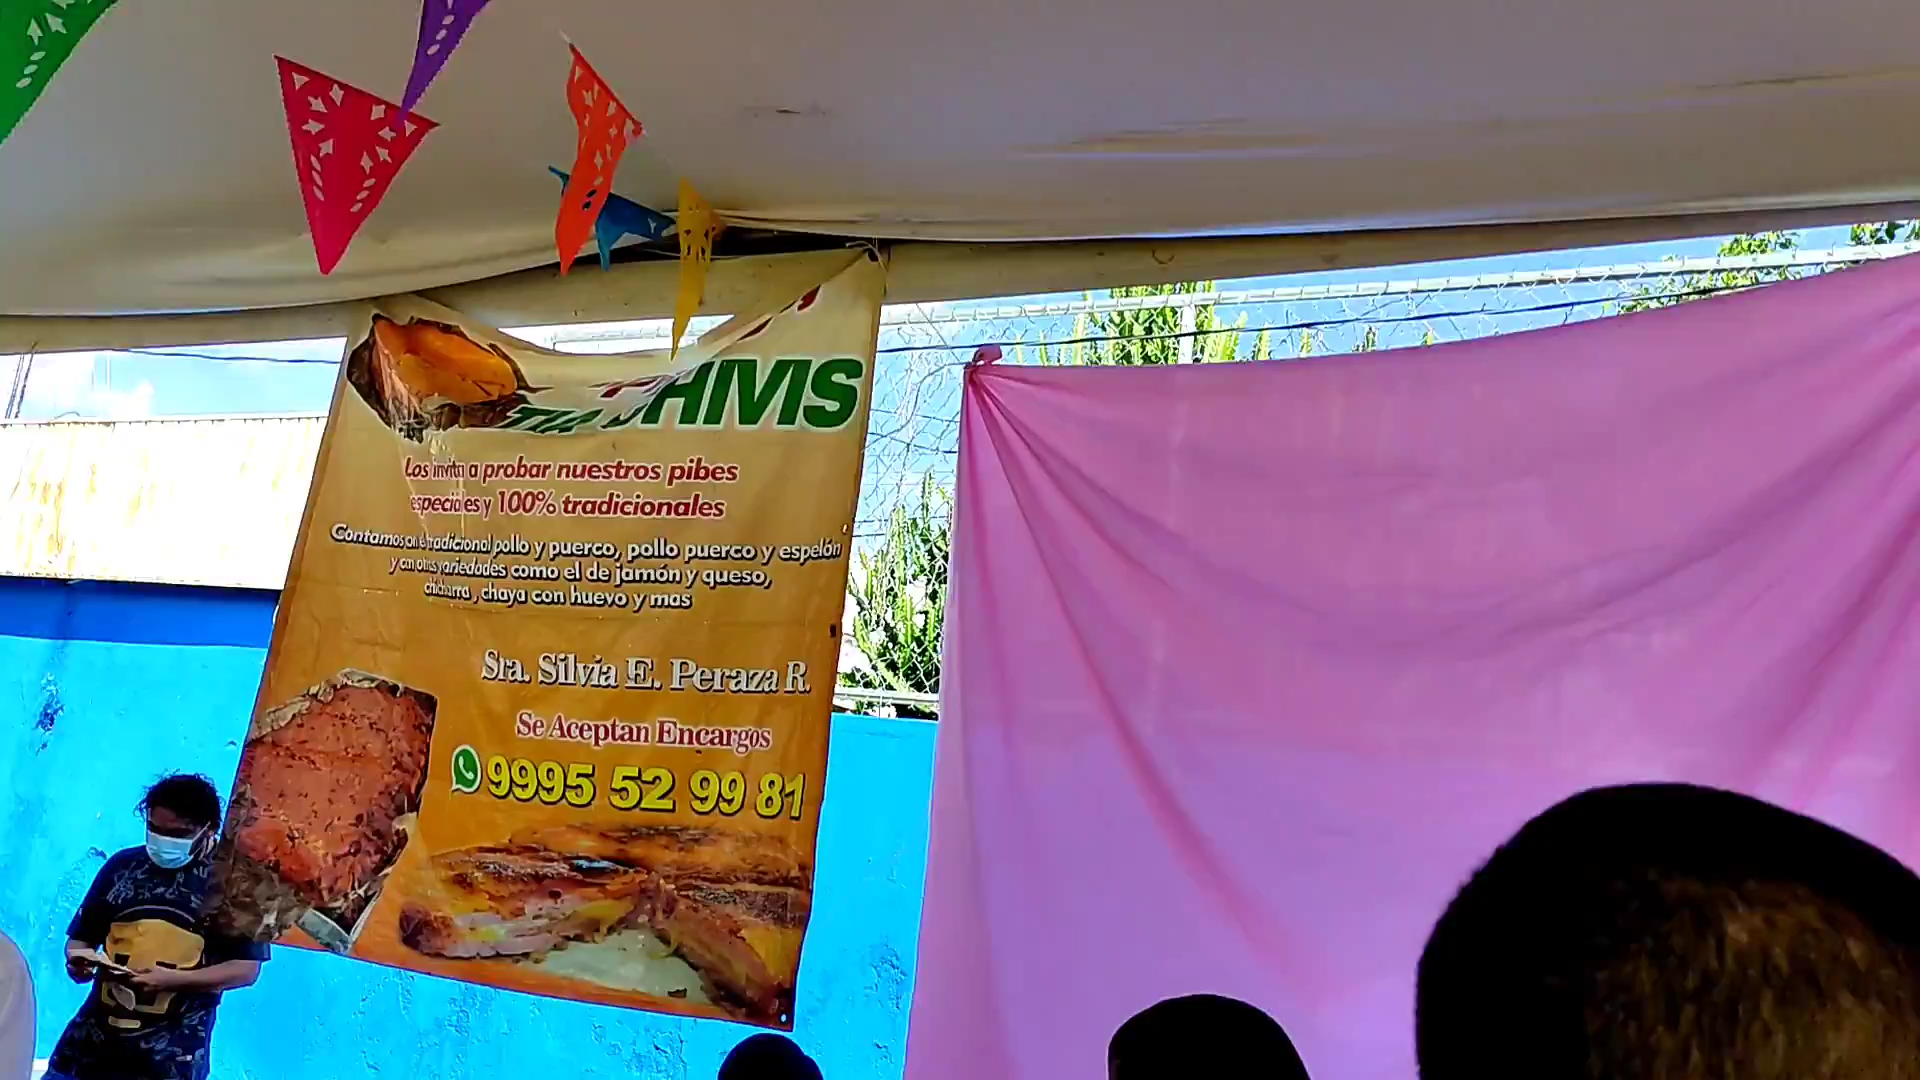 TIA CHIVIS
Los invita a probar nuestros pibes
especiales y 100% tradicionales
Contamos con el tradicional pollo y puerco, pollo puerco y espelón
y con otras variedades como el de jamón y queso,
chicharra, chaya con huevo y mas
Sra. Silvia E. Peraza R.
Se Aceptan Encargos
9995 52 99 81